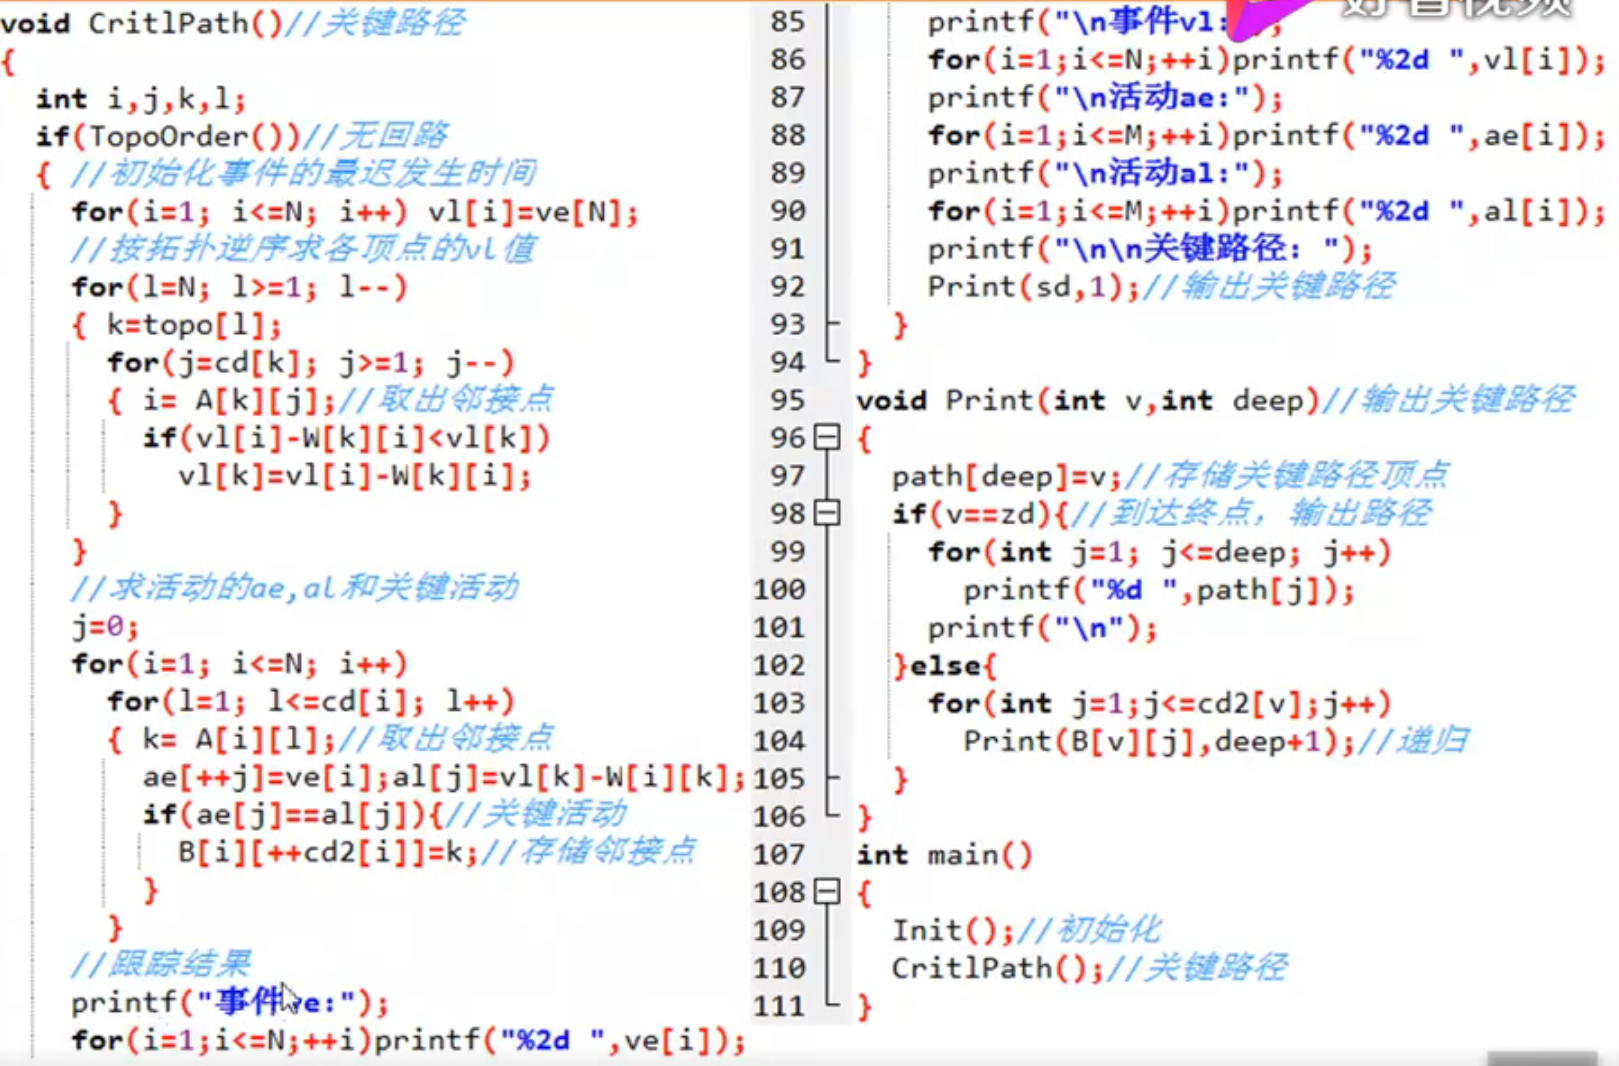 void CritlPath()//关键路径
{
int i,j,k,l;
if(TopoOrder())//无回路
{ //初始化事件的最迟发生时间
for(i=1; i<=N; i++) vl[i]=ve[N];
//按拓扑逆序求各顶点的vl值
for(l=N; l>=1; l--)
{ k=topo[l];
for(j=cd[k]; j>=1; j--)
{ i= A[k][j];//取出邻接点
if(vl[i]-W[k][i]<vl[k])
vl[k]=vl[i]-W[k][i];
}
}
//求活动的ae,al和关键活动
j=0;
for(i=1; i<=N; i++)
for(l=1; l<=cd[i]; l++)
{ k= A[i][l];//取出邻接点
ae[++j]=ve[i];al[j]=vl[k]-W[i][k];
if(ae[j]==al[j]){//关键活动
B[i][++cd2[i]]=k;//存储邻接点
}
}
//跟踪结果
printf("事件ve:");
for(i=1;i<=N;++i)printf("%2d ",ve[i]);
85 printf("\n事件vl:;
86 for(i=1;i<=N;++i)printf("%2d ",vl[i]);
87 printf("\n活动ae:");
88 for(i=1;i<=M;++i)printf("%2d ",ae[i]);
89 printf("\n活动al:");
90 for(i=1;i<=M;++i)printf("%2d ",al[i]);
91 printf("\n\n关键路径: ");
92 Print(sd,1);//输出关键路径
93 }
94 }
95 void Print(int v,int deep)//输出关键路径
96 {
97 path[deep]=v;//存储关键路径顶点
98 if(v==zd){//到达终点, 输出路径
99 for(int j=1; j<=deep; j++)
100 printf("%d ",path[j]);
101 printf("\n");
102 }else{
103 for(int j=1;j<=cd2[v];j++)
104 Print(B[v][j],deep+1);//递归
105 }
106 }
107 int main()
108 {
109 Init();//初始化
110 CritlPath();//关键路径
111 }